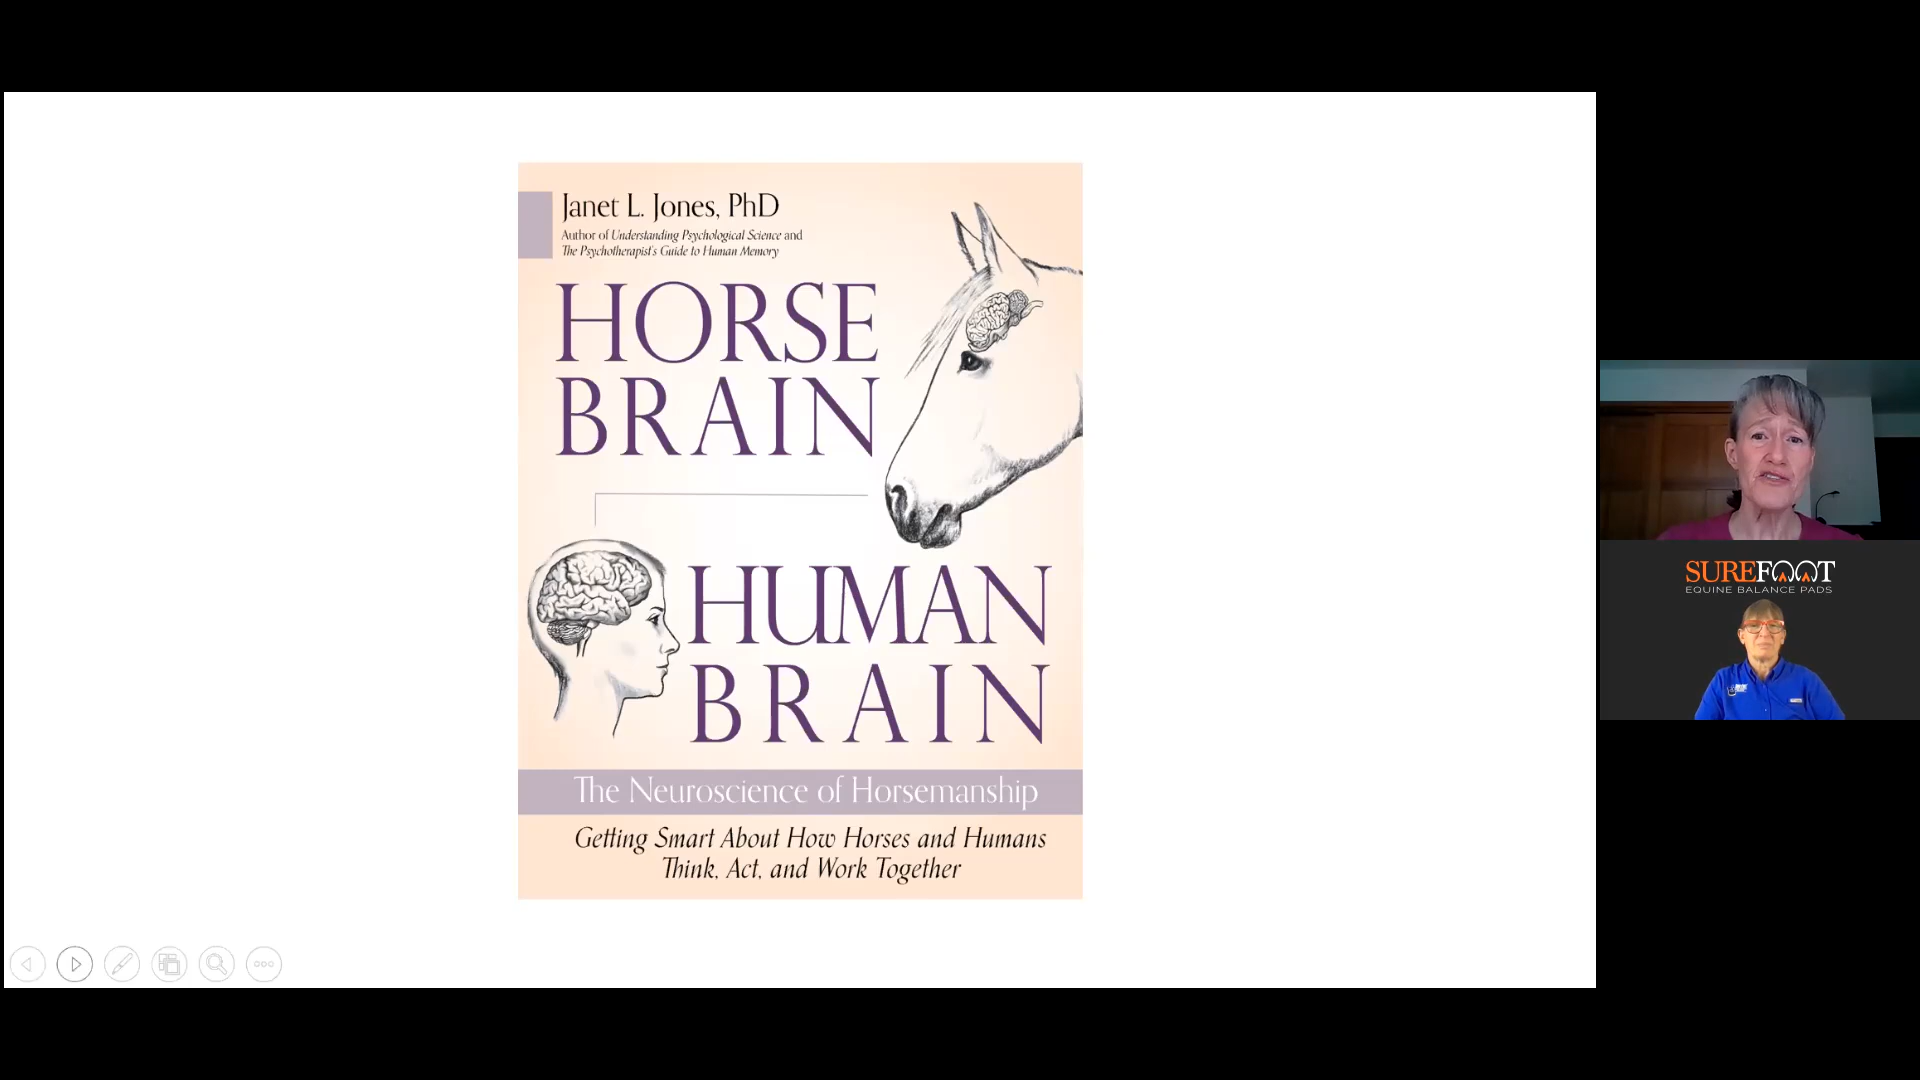 Janet L. Jones, PhD
Author of Understanding Psychological Science and
The Psychotherapist's Guide to Human Memory
HORSE
BRAIN
HUMAN
BRAIN
The Neuroscience of Horsemanship
Getting Smart About How Horses and Humans
Think, Act, and Work Together
SUREFOOT
EQUINE BALANCE PADS